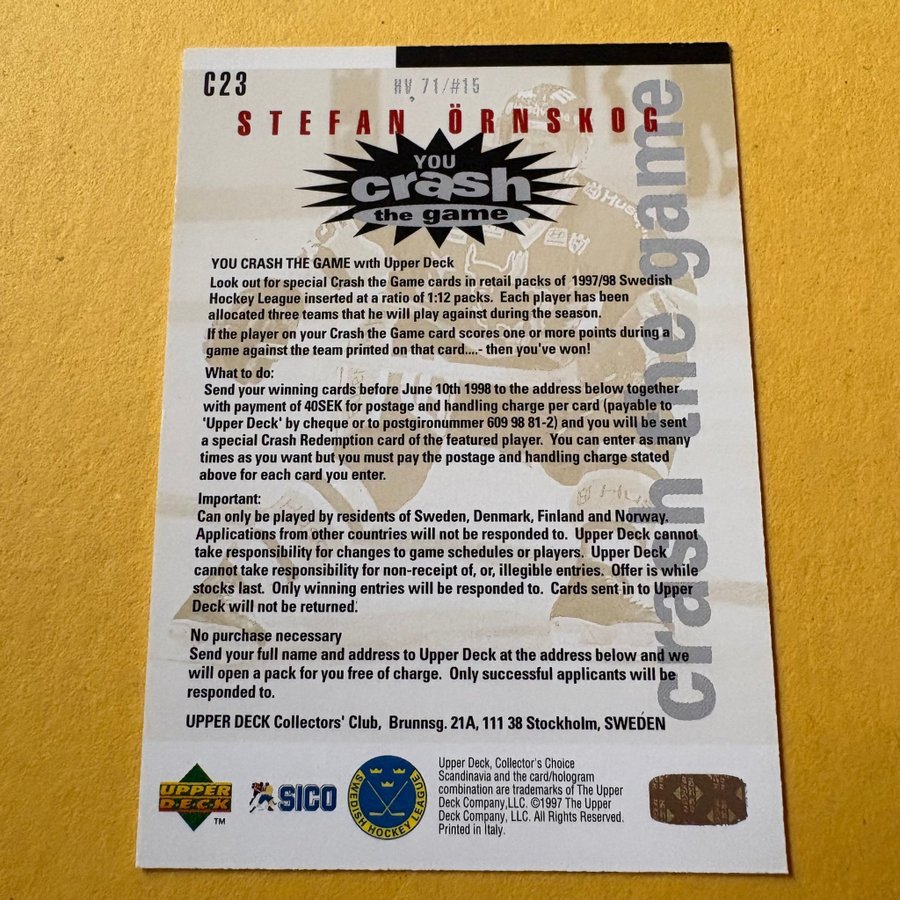 C23
HV 71/#15
STEFAN ÖRNSKOG
YOU
crash
the game
crash the game
YOU CRASH THE GAME with Upper Deck
Look out for special Crash the Game cards in retail packs of 1997/98 Swedish
Hockey League inserted at a ratio of 1:12 packs. Each player has been
allocated three teams that he will play against during the season.
If the player on your Crash the Game card scores one or more points during a
game against the team printed on that card....- then you've won!
What to do:
Send your winning cards before June 10th 1998 to the address below together
with payment of 40SEK for postage and handling charge per card (payable to
'Upper Deck' by cheque or to postgironummer 609 98 81-2) and you will be sent
a special Crash Redemption card of the featured player. You can enter as many
times as you want but you must pay the postage and handling charge stated
above for each card you enter.
Important:
Can only be played by residents of Sweden, Denmark, Finland and Norway.
Applications from other countries will not be responded to. Upper Deck cannot
take responsibility for changes to game schedules or players. Upper Deck
cannot take responsibility for non-receipt of, or, illegible entries. Offer is while
stocks last. Only winning entries will be responded to. Cards sent in to Upper
Deck will not be returned.
No purchase necessary
Send your full name and address to Upper Deck at the address below and we
will open a pack for you free of charge. Only successful applicants will be
responded to.
UPPER DECK Collectors' Club, Brunnsg. 21A, 111 38 Stockholm, SWEDEN
UPPER
DECK
TM
SICO
SWEDISH HOCKEY LEAGUE
Upper Deck, Collector's Choice
Scandinavia and the card/hologram
combination are trademarks of The Upper
Deck Company,LLC. ©1997 The Upper
Deck Company, LLC. All Rights Reserved.
Printed in Italy.